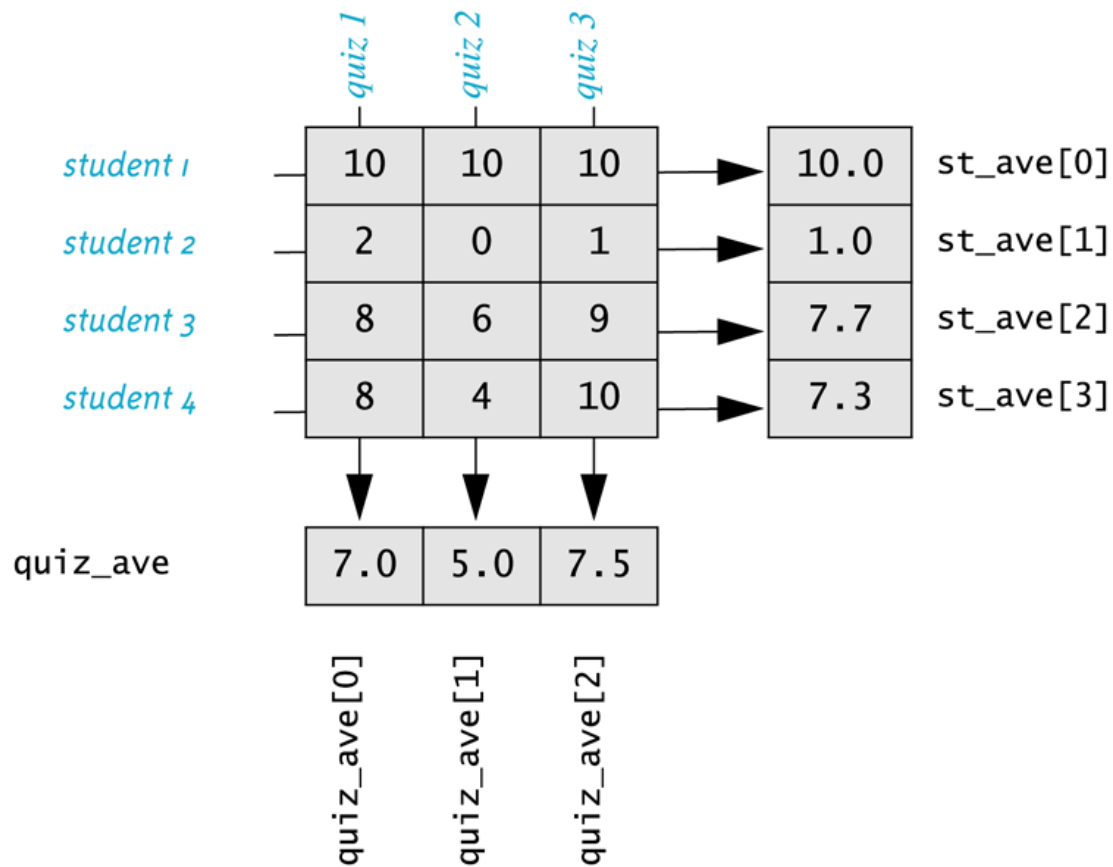 quiz 1 quiz 2 quiz 3
student 1 10 10 10 10.0 st_ave[0]
student 2 2 0 1 1.0 st_ave[1]
student 3 8 6 9 7.7 st_ave[2]
student 4 8 4 10 7.3 st_ave[3]
quiz_ave 7.0 5.0 7.5
quiz_ave[0] quiz_ave[1] quiz_ave[2]